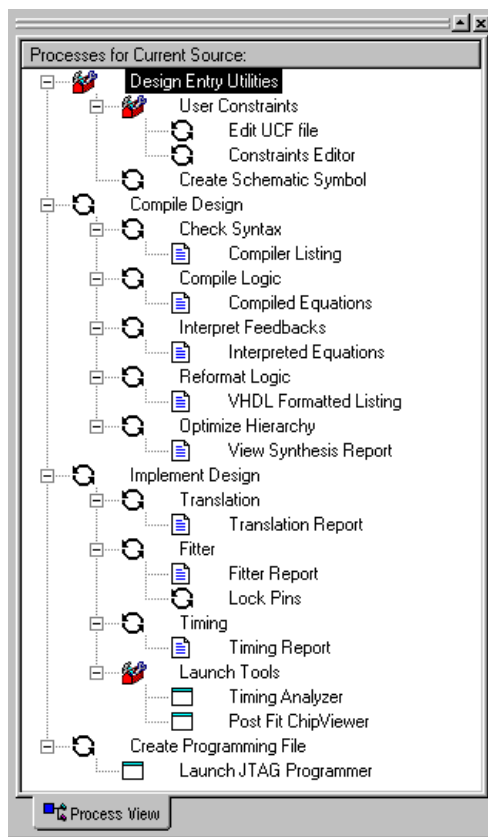 Processes for Current Source:
Design Entry Utilities
User Constraints
Edit UCF file
Constraints Editor
Create Schematic Symbol
Compile Design
Check Syntax
Compiler Listing
Compile Logic
Compiled Equations
Interpret Feedbacks
Interpreted Equations
Reformat Logic
VHDL Formatted Listing
Optimize Hierarchy
View Synthesis Report
Implement Design
Translation
Translation Report
Fitter
Fitter Report
Lock Pins
Timing
Timing Report
Launch Tools
Timing Analyzer
Post Fit ChipViewer
Create Programming File
Launch JTAG Programmer
Process View